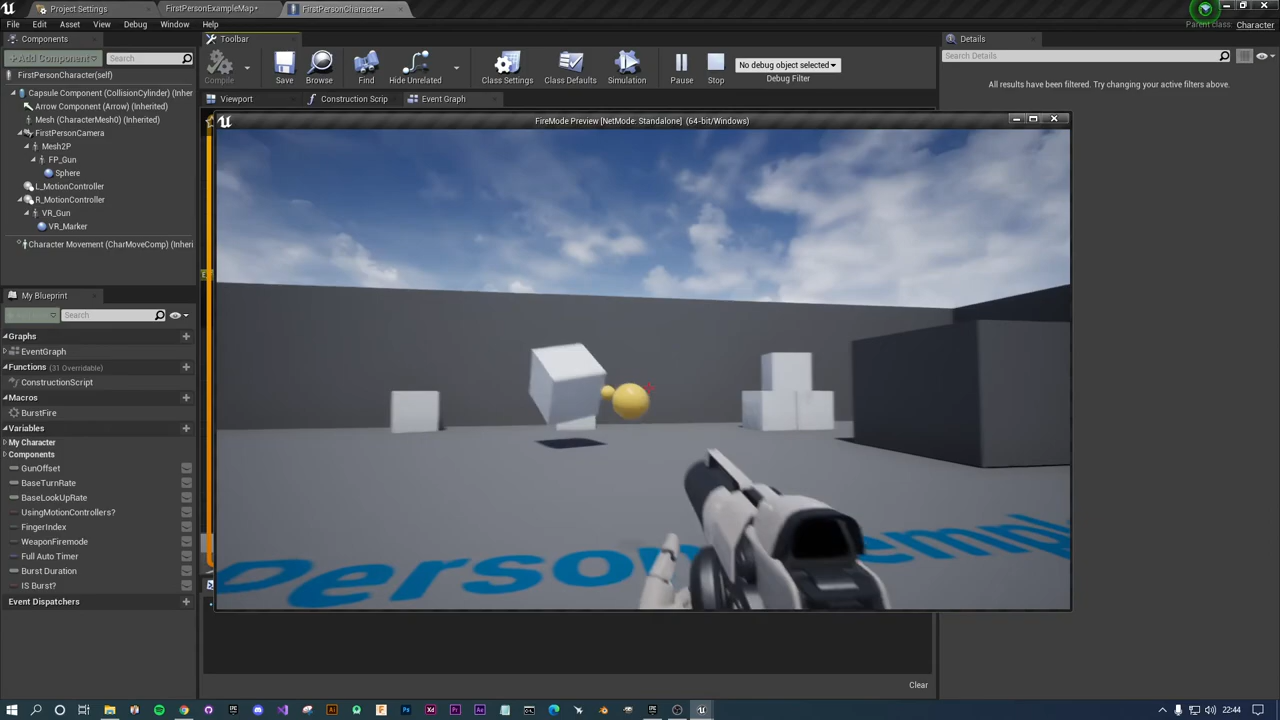 Project Settings
FirstPersonExampleMap*
FirstPersonCharacter*
File Edit Asset View Debug Window Help
Parent class: Character
Components
Toolbar
Details
+Add Component
Search
Compile
Save
Browse
Find
Hide Unrelated
Class Settings
Class Defaults
Simulation
Pause
Stop
No debug object selected
Debug Filter
Search Details
All results have been filtered. Try changing your active filters above.
FirstPersonCharacter(self)
Viewport
Construction Scrip
Event Graph
Capsule Component (CollisionCylinder) (Inher
Arrow Component (Arrow) (Inherited)
Mesh (CharacterMesh0) (Inherited)
FirstPersonCamera
Mesh2P
FP_Gun
Sphere
L_MotionController
R_MotionController
VR_Gun
VR_Marker
Character Movement (CharMoveComp) (Inheri
FireMode Preview [NetMode: Standalone] (64-bit/Windows)
My Blueprint
Search
Graphs
EventGraph
Functions (31 Overridable)
ConstructionScript
Macros
BurstFire
Variables
My Character
Components
GunOffset
BaseTurnRate
BaseLookUpRate
UsingMotionControllers?
FingerIndex
WeaponFiremode
Full Auto Timer
Burst Duration
IS Burst?
Event Dispatchers
Person
Clear
22:44